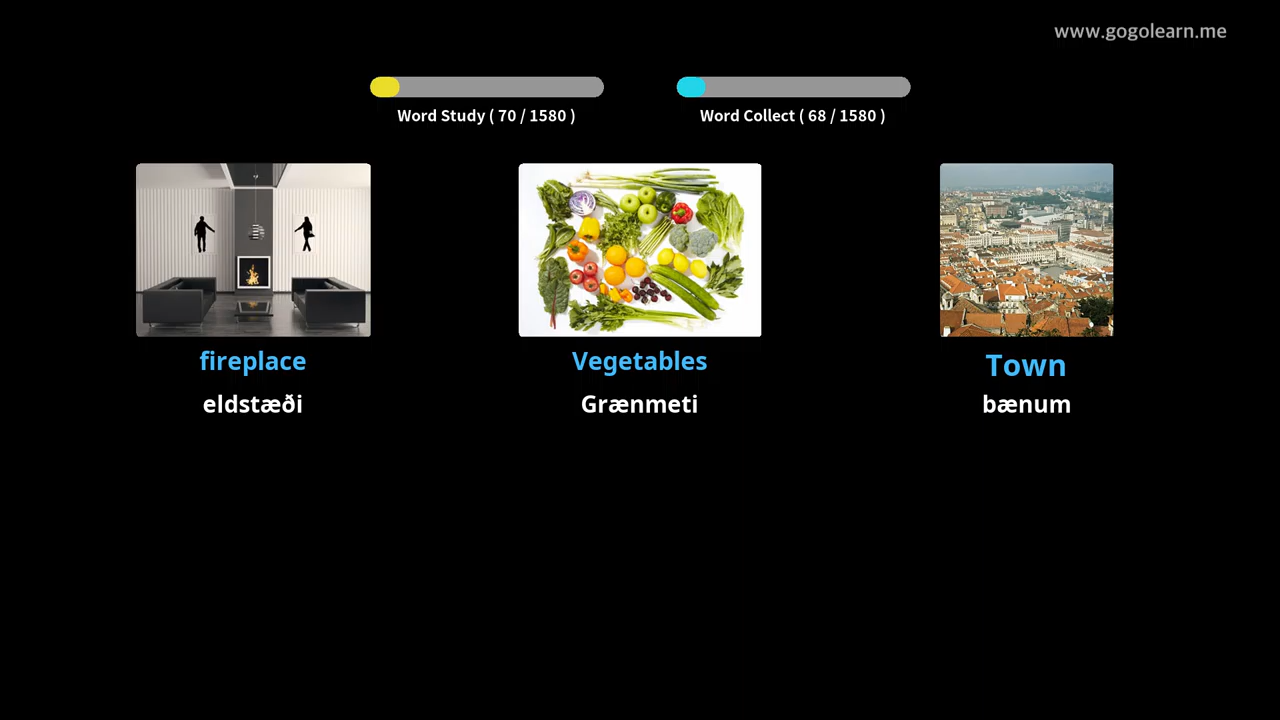 www.gogolearn.me
Word Study ( 70 / 1580 )
Word Collect ( 68 / 1580 )
fireplace
Vegetables
Town
eldstæði
Grænmeti
bænum